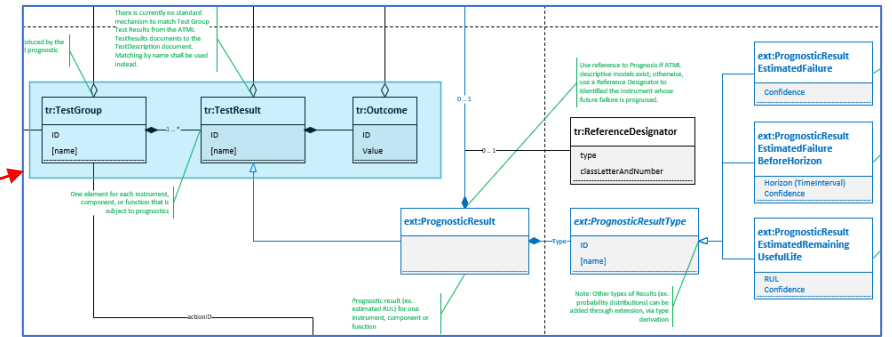 There is currently no standard
mechanism to match Test Group
Test Results from the ATML
TestResults documents to the
TestDescription document.
Matching by name shall be used
instead.
oduced by the
prognostic
Use reference to Prognosis if ATML
descriptive models exist; otherwise,
use a Reference Designator to
identified the instrument whose
future failure is prognosed.
ext:PrognosticResult
EstimatedFailure
Confidence
tr:TestGroup
ID
[name]
1 .. *
tr:TestResult
ID
[name]
tr:Outcome
ID
Value
0 .. 1
0 .. 1
tr:ReferenceDesignator
type
classLetterAndNumber
ext:PrognosticResult
EstimatedFailure
BeforeHorizon
Horizon (TimeInterval)
Confidence
One element for each instrument,
component, or function that is
subject to prognostics
ext:PrognosticResult
Type
ext:PrognosticResultType
ID
[name]
ext:PrognosticResult
EstimatedRemaining
UsefulLife
RUL
Confidence
Prognostic result (ex.
estimated RUL) for one
instrument, component or
function
Note: Other types of Results (ex.
probability distributions) can be
added through extension, via type
derivation
actionID